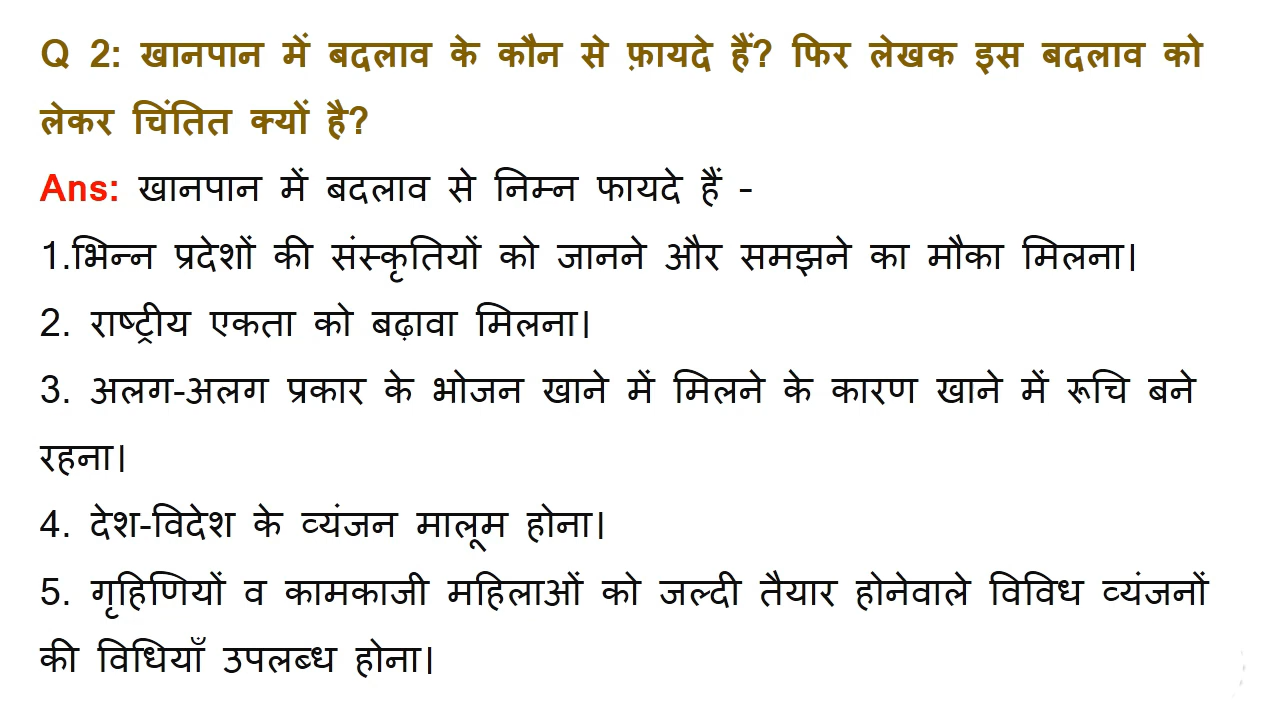 Q 2: खानपान में बदलाव के कौन से फ़ायदे हैं? फिर लेखक इस बदलाव को
लेकर चिंतित क्यों है?
Ans: खानपान में बदलाव से निम्न फायदे हैं –
1.भिन्न प्रदेशों की संस्कृतियों को जानने और समझने का मौका मिलना।
2. राष्ट्रीय एकता को बढ़ावा मिलना।
3. अलग-अलग प्रकार के भोजन खाने में मिलने के कारण खाने में रूचि बने
रहना।
4. देश-विदेश के व्यंजन मालूम होना।
5. गृहिणियों व कामकाजी महिलाओं को जल्दी तैयार होनेवाले विविध व्यंजनों
की विधियाँ उपलब्ध होना।